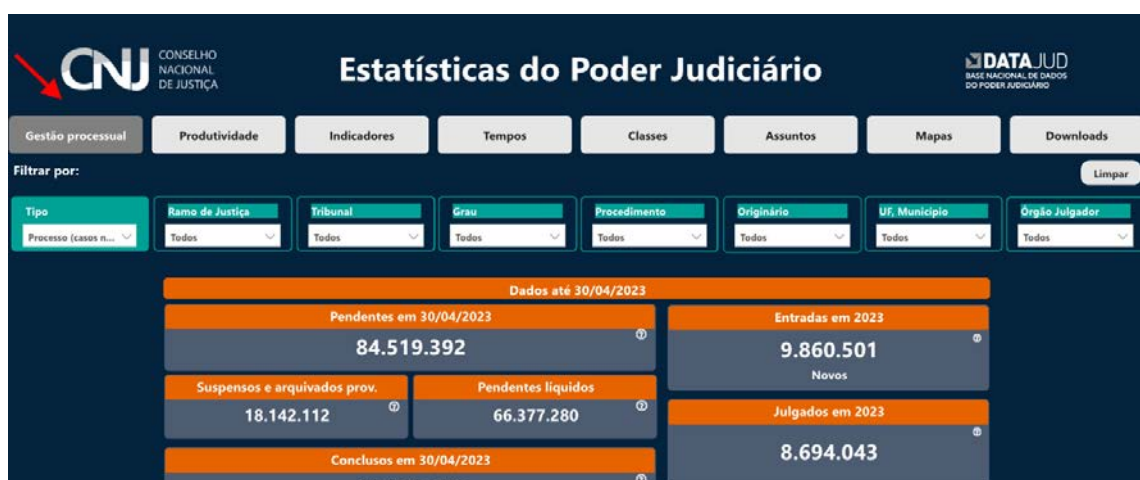 CNJ
CONSELHO
NACIONAL
DE JUSTIÇA
Estatísticas do Poder Judiciário
DATAJUD
BASE NACIONAL DE DADOS
DO PODER JUDICIÁRIO
Gestão processual
Produtividade
Indicadores
Tempos
Classes
Assuntos
Mapas
Downloads
Filtrar por:
Limpar
Tipo
Ramo de Justiça
Tribunal
Grau
Procedimento
Originário
UF, Município
Órgão Julgador
Processo (casos n...
Todos
Todos
Todos
Todos
Todos
Todos
Todos
Dados até 30/04/2023
Pendentes em 30/04/2023
84.519.392
Entradas em 2023
9.860.501
Novos
Suspensos e arquivados prov.
18.142.112
Pendentes líquidos
66.377.280
Julgados em 2023
8.694.043
Conclusos em 30/04/2023